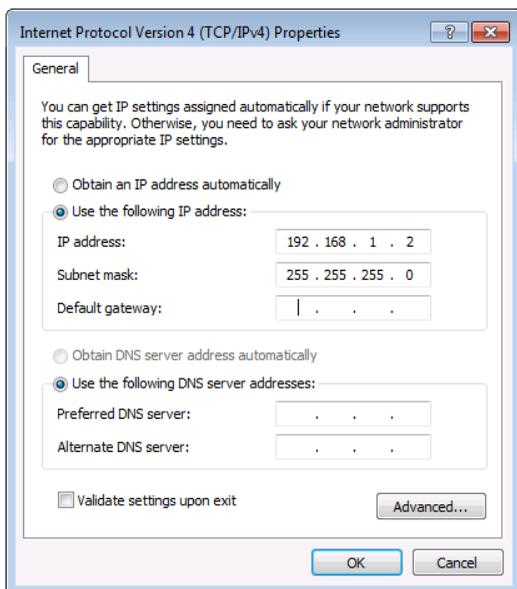 Internet Protocol Version 4 (TCP/IPv4) Properties
?
General
You can get IP settings assigned automatically if your network supports
this capability. Otherwise, you need to ask your network administrator
for the appropriate IP settings.
Obtain an IP address automatically
Use the following IP address:
IP address: 192 . 168 . 1 . 2
Subnet mask: 255 . 255 . 255 . 0
Default gateway: . . .
Obtain DNS server address automatically
Use the following DNS server addresses:
Preferred DNS server: . . .
Alternate DNS server: . . .
Validate settings upon exit
Advanced...
OK Cancel